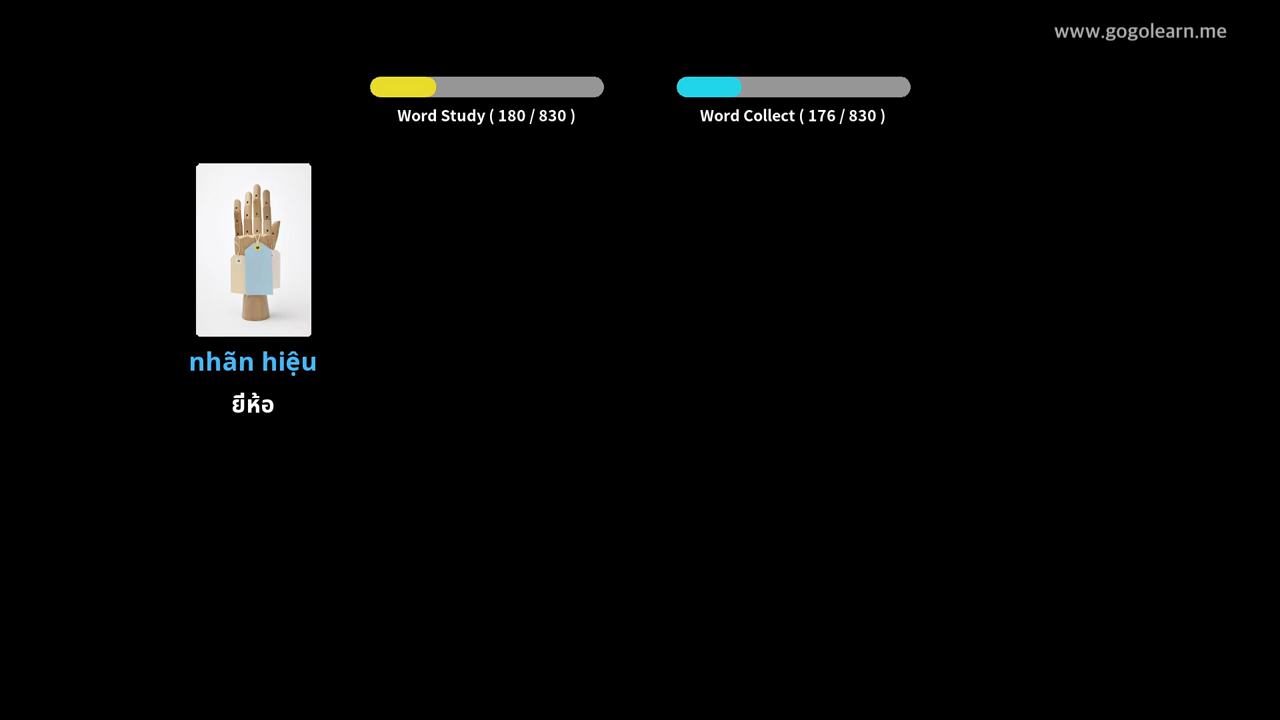 www.gogolearn.me
Word Study ( 180 / 830 )
Word Collect ( 176 / 830 )
nhãn hiệu
ยีห้อ